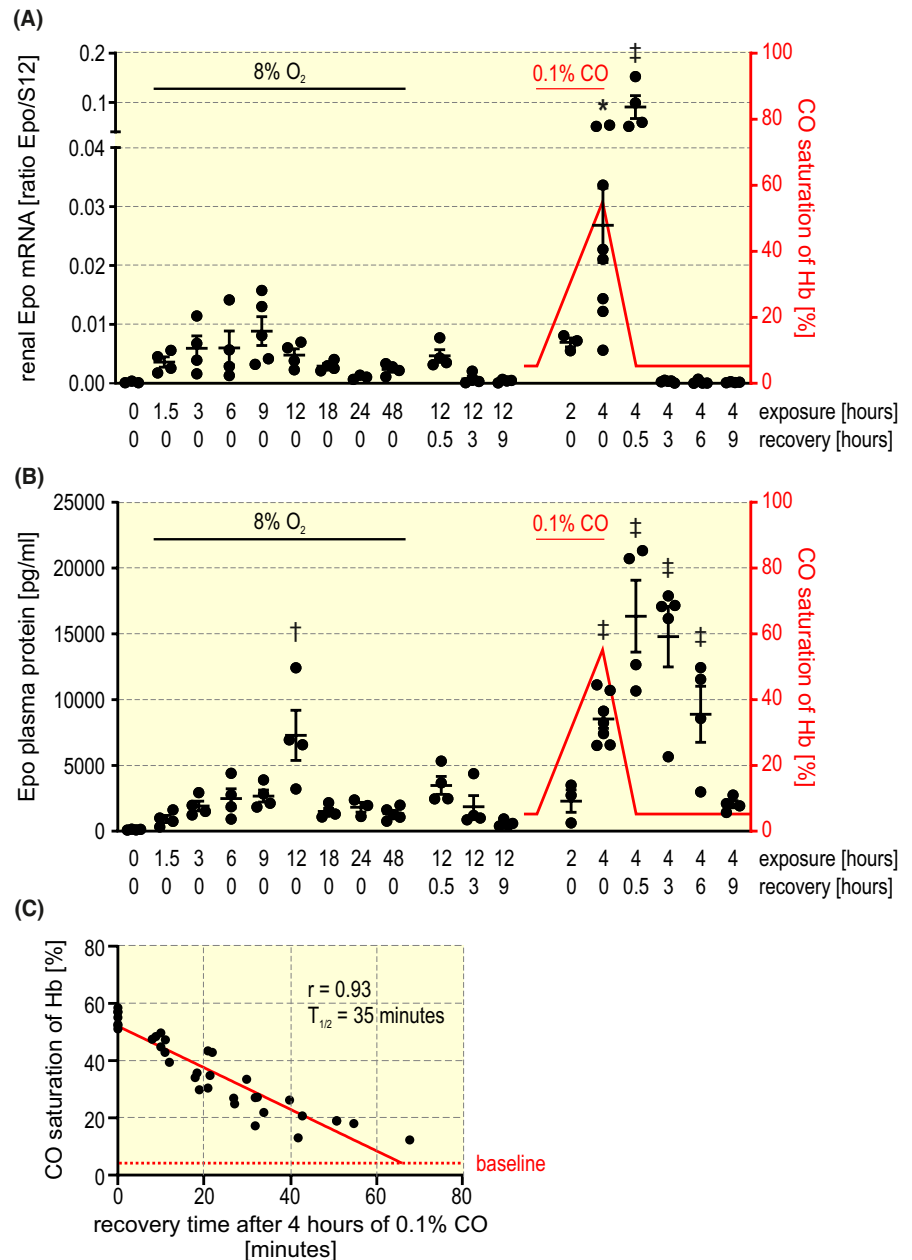 (A)
renal Epo mRNA [ratio Epo/S12]
0.2
0.1
0.04
0.03
0.02
0.01
0.00
8% O₂
0.1% CO
*
‡
100
80
60
40
20
0
CO saturation of Hb [%]
0 1.5 3 6 9 12 18 24 48 12 12 12 2 4 4 4 4 4 exposure [hours]
0 0 0 0 0 0 0 0 0 0.5 3 9 0 0 0.5 3 6 9 recovery [hours]
(B)
Epo plasma protein [pg/ml]
25000
20000
15000
10000
5000
0
8% O₂
0.1% CO
†
‡
‡
‡
‡
100
80
60
40
20
0
CO saturation of Hb [%]
0 1.5 3 6 9 12 18 24 48 12 12 12 2 4 4 4 4 4 exposure [hours]
0 0 0 0 0 0 0 0 0 0.5 3 9 0 0 0.5 3 6 9 recovery [hours]
(C)
CO saturation of Hb [%]
80
60
40
20
0
r = 0.93
T1/2 = 35 minutes
baseline
0 20 40 60 80
recovery time after 4 hours of 0.1% CO
[minutes]